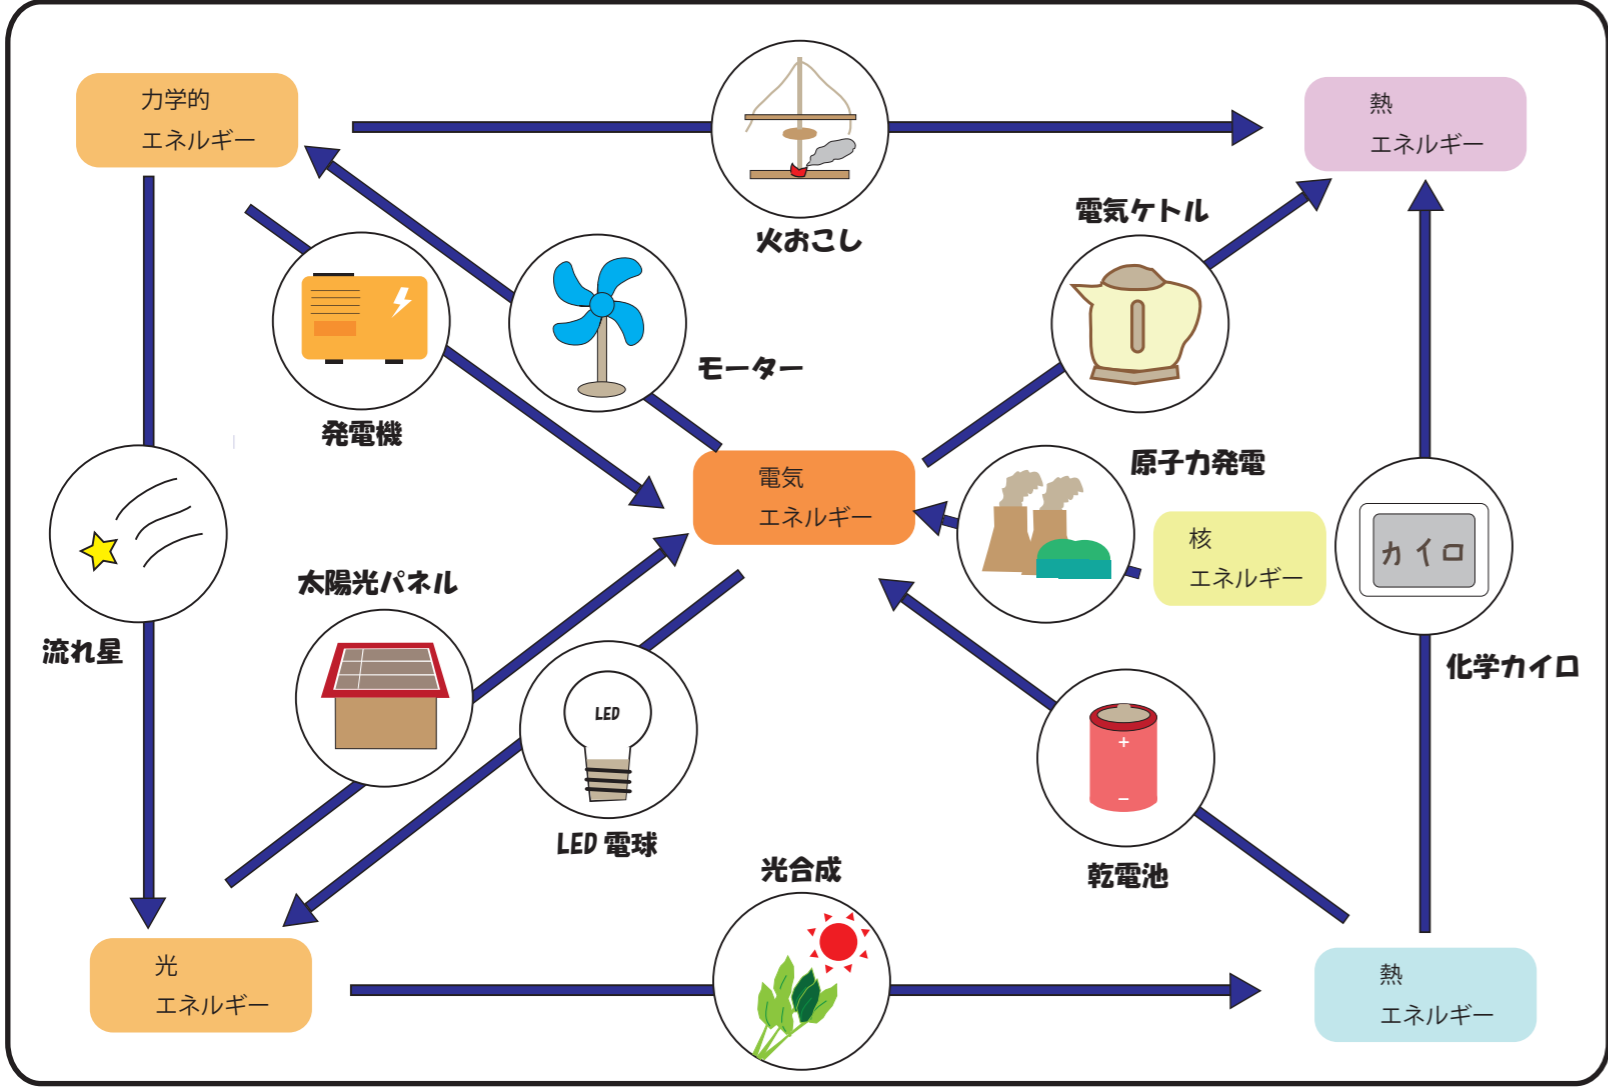 力学的
エネルギー
熱
エネルギー
火おこし
電気ケトル
発電機
モーター
電気
エネルギー
原子力発電
核
エネルギー
カイロ
化学カイロ
流れ星
太陽光パネル
LED
LED 電球
+
−
乾電池
光合成
光
エネルギー
熱
エネルギー